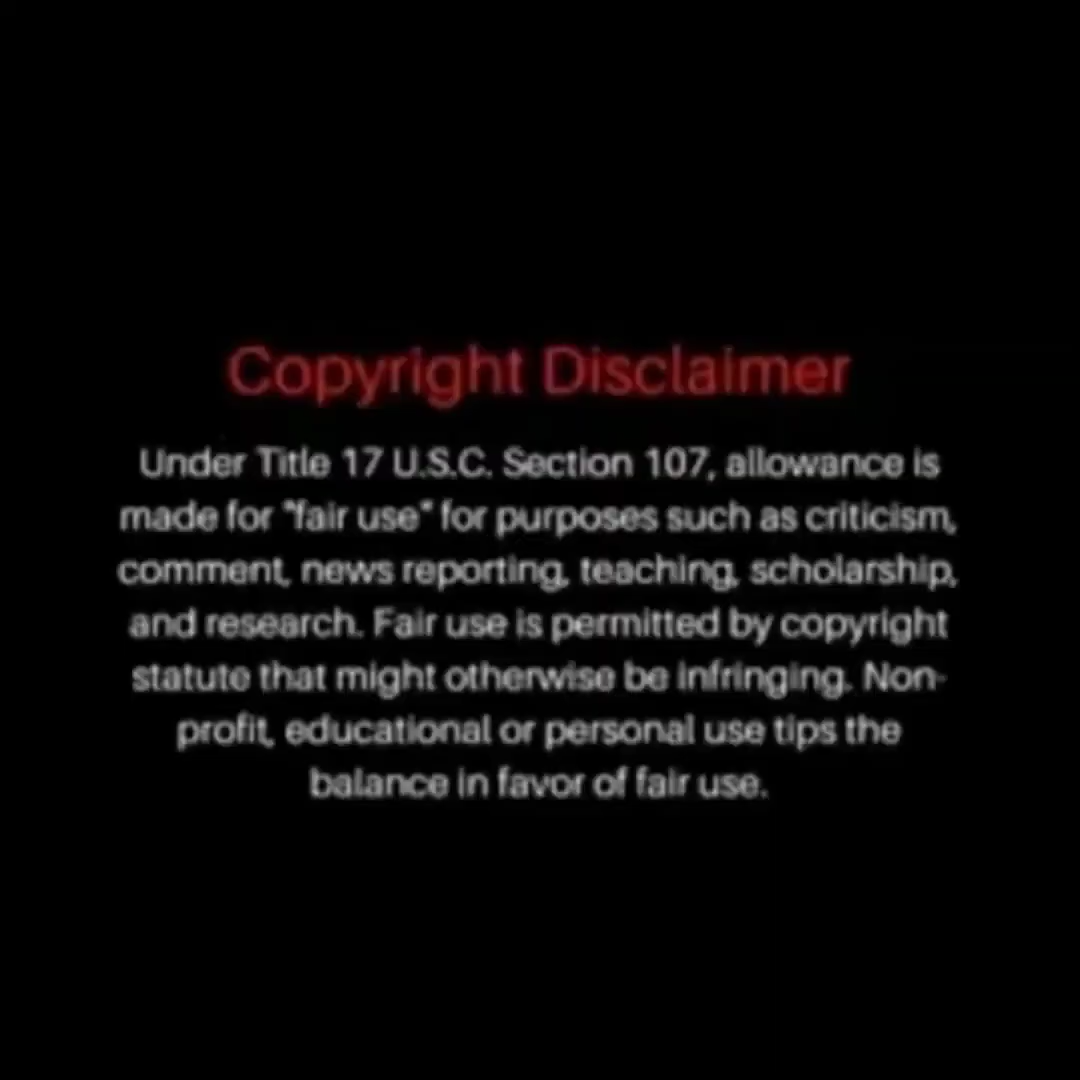 Copyright Disclaimer
Under Title 17 U.S.C. Section 107, allowance is
made for "fair use" for purposes such as criticism,
comment, news reporting, teaching, scholarship,
and research. Fair use is permitted by copyright
statute that might otherwise be infringing. Non-
profit, educational or personal use tips the
balance in favor of fair use.